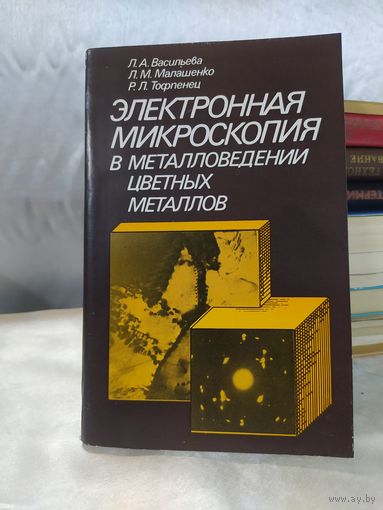 Л. А. Васильева
Л. М. Малашенко
Р. Л. Тофпенец
ЭЛЕКТРОННАЯ
МИКРОСКОПИЯ
В МЕТАЛЛОВЕДЕНИИ
ЦВЕТНЫХ
МЕТАЛЛОВ
www.ay.by